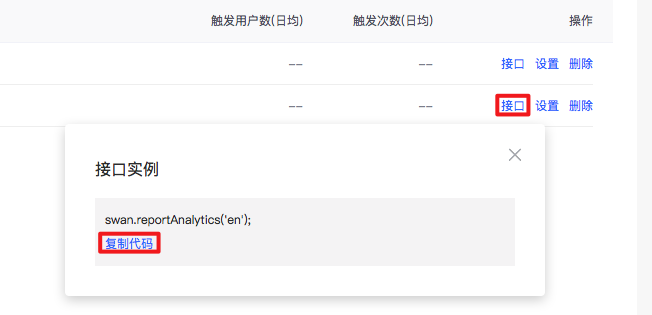 触发用户数(日均) 触发次数(日均) 操作
-- -- 接口 设置 删除
-- -- 接口 设置 删除
接口实例
swan.reportAnalytics('en');
复制代码